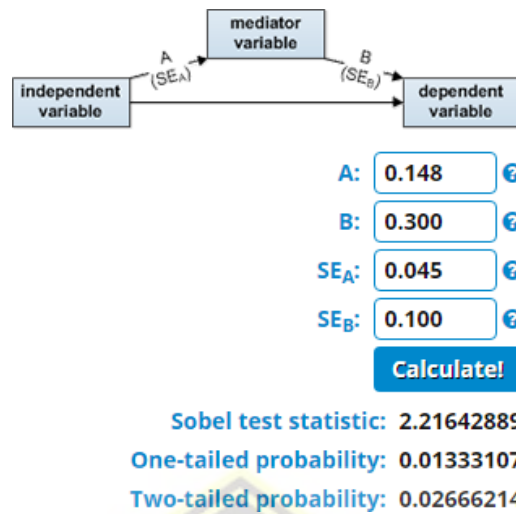 mediator
variable
A
(SEA)
B
(SEB)
independent
variable
dependent
variable
A: 0.148 ?
B: 0.300 ?
SEA: 0.045 ?
SEB: 0.100 ?
Calculate!
Sobel test statistic: 2.21642889
One-tailed probability: 0.01333107
Two-tailed probability: 0.02666214